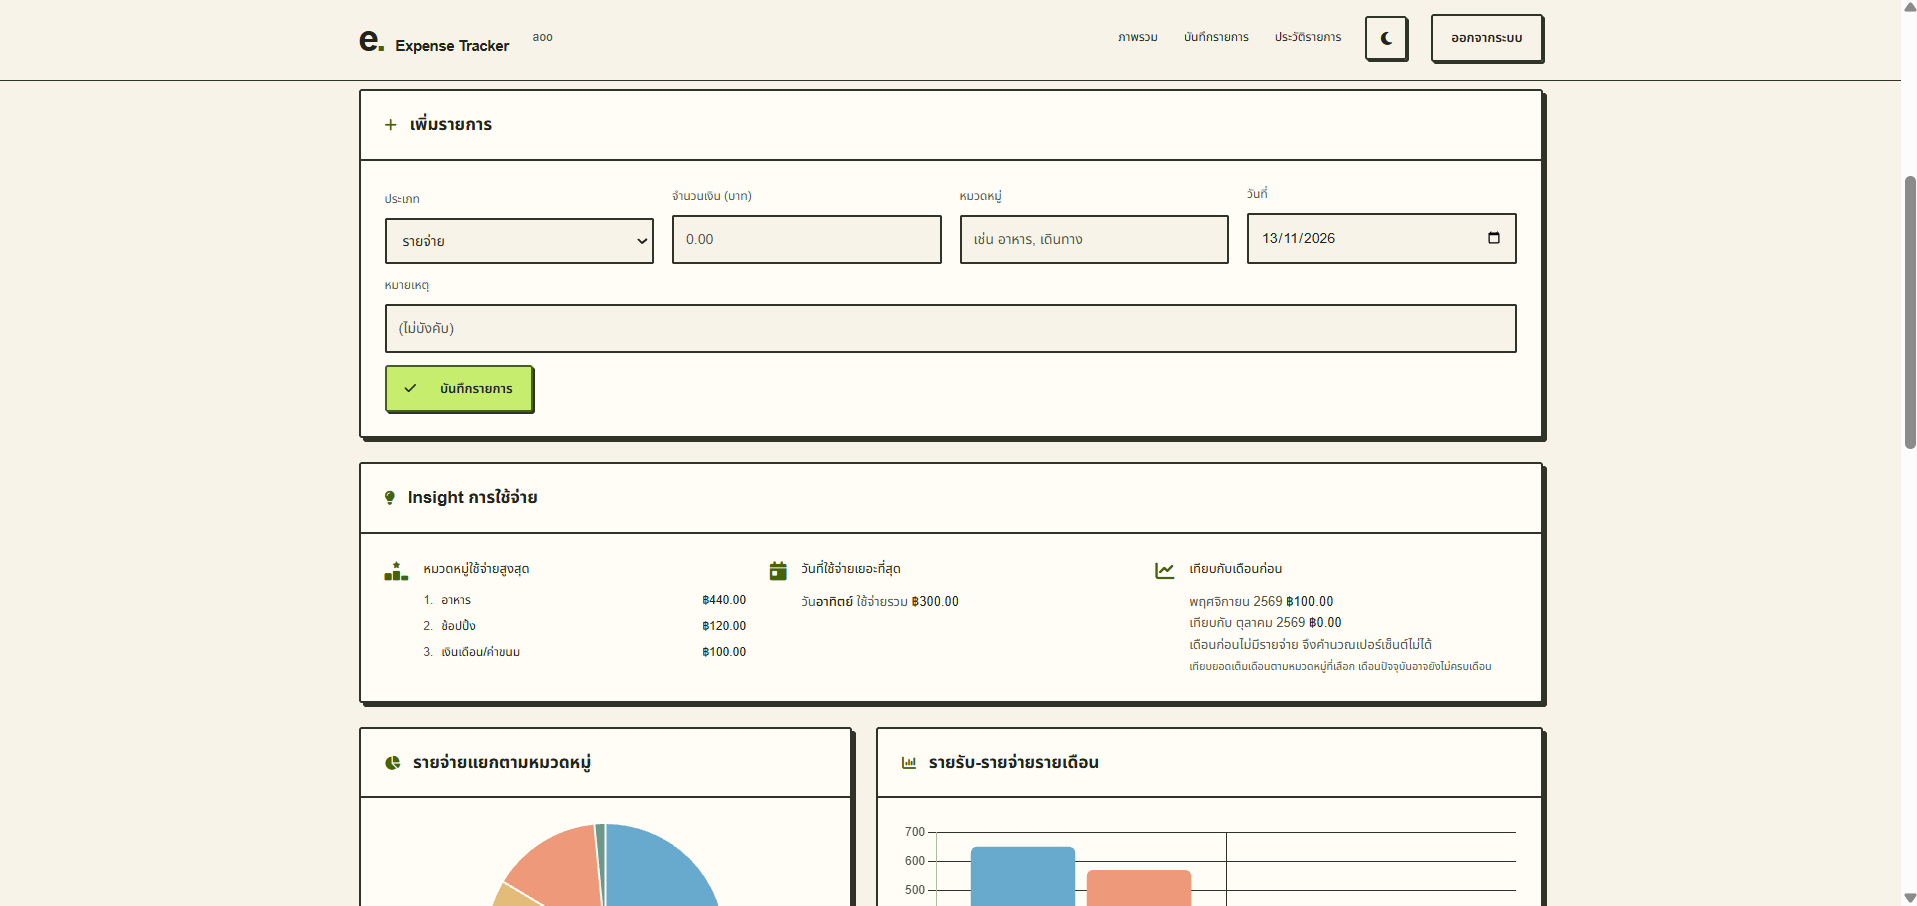 e. Expense Tracker
ลออ
ภาพรวม
บันทึกรายการ
ประวัติรายการ
ออกจากระบบ
เพิ่มรายการ
ประเภท
จำนวนเงิน (บาท)
หมวดหมู่
วันที่
รายจ่าย
0.00
เช่น อาหาร, เดินทาง
13/11/2026
หมายเหตุ
(ไม่บังคับ)
บันทึกรายการ
Insight การใช้จ่าย
หมวดหมู่ใช้จ่ายสูงสุด
1. อาหาร ฿440.00
2. ช้อปปิ้ง ฿120.00
3. เงินเดือน/ค่าขนม ฿100.00
วันที่ใช้จ่ายเยอะที่สุด
วันอาทิตย์ ใช้จ่ายรวม ฿300.00
เทียบกับเดือนก่อน
พฤศจิกายน 2569 ฿100.00
เทียบกับ ตุลาคม 2569 ฿0.00
เดือนก่อนไม่มีรายจ่าย จึงคำนวณเปอร์เซ็นต์ไม่ได้
เทียบยอดเต็มเดือนตามหมวดหมู่ที่เลือก เดือนปัจจุบันอาจยังไม่ครบเดือน
รายจ่ายแยกตามหมวดหมู่
รายรับ-รายจ่ายรายเดือน
700
600
500